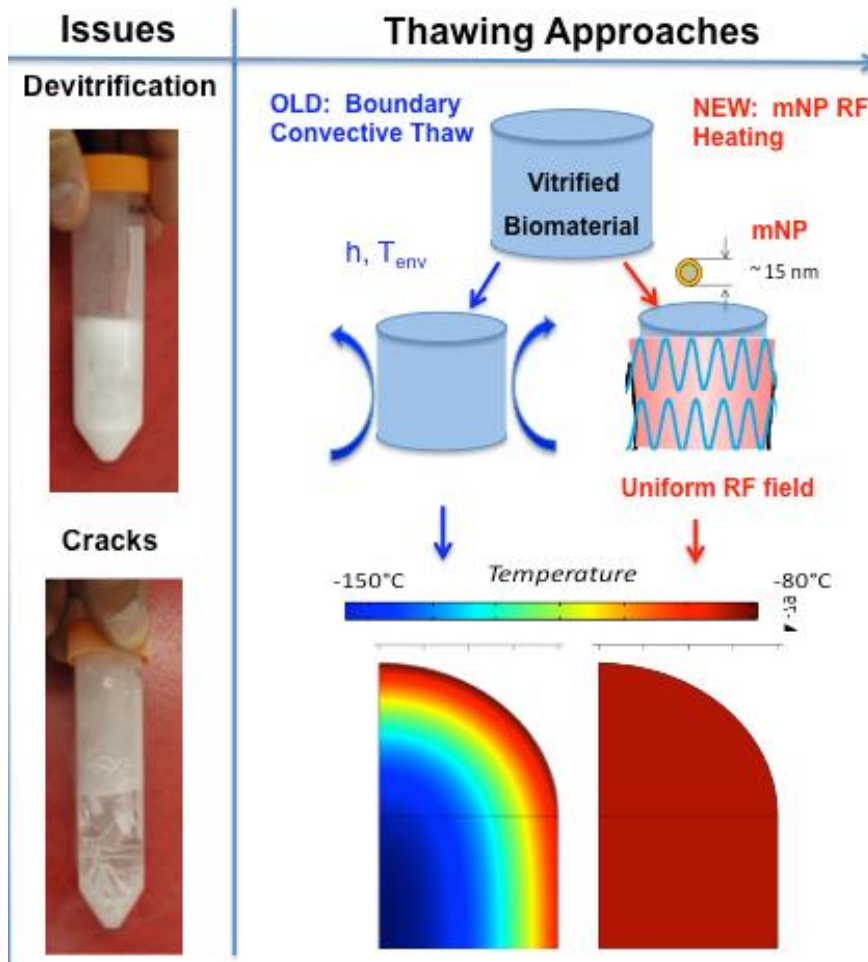 Issues
Thawing Approaches
Devitrification
OLD: Boundary
Convective Thaw
NEW: mNP RF
Heating
Vitrified
Biomaterial
h, Tenv
mNP
~ 15 nm
Uniform RF field
Cracks
-150°C
Temperature
-80°C